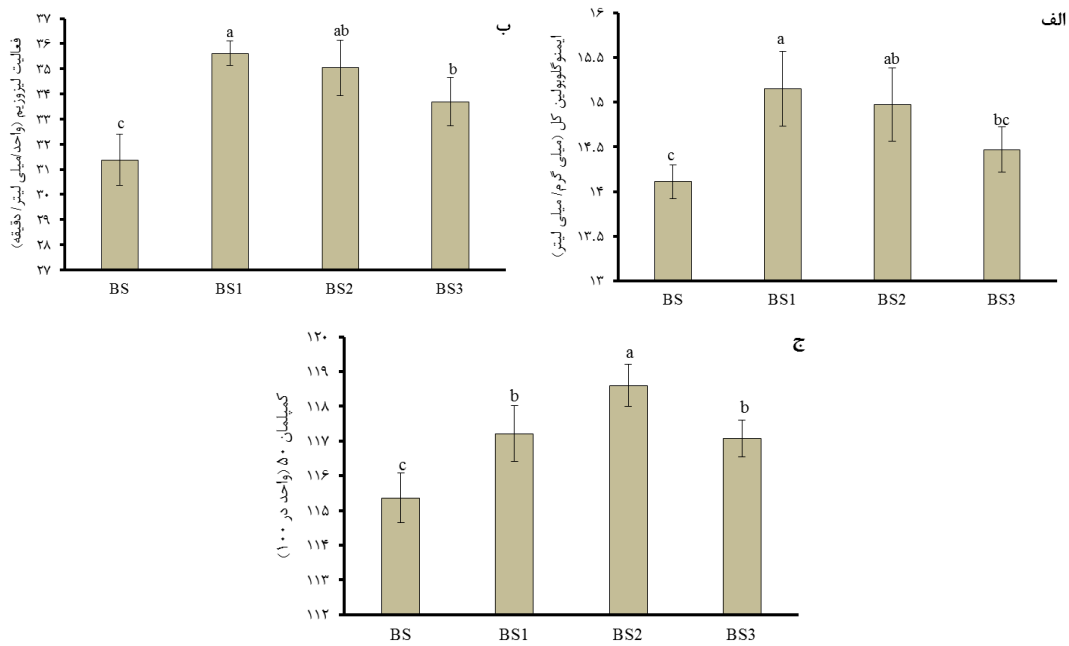 الف
ایمنوگلوبولین کل (میلی گرم/ میلی لیتر)
۱۶
۱۵.۵
۱۵
۱۴.۵
۱۴
۱۳.۵
۱۳
c
a
ab
bc
BS BS1 BS2 BS3
ب
فعالیت لیزوزیم (واحد/میلی لیتر/ دقیقه)
۳۷
۳۶
۳۵
۳۴
۳۳
۳۲
۳۱
۳۰
۲۹
۲۸
۲۷
c
a
ab
b
BS BS1 BS2 BS3
ج
کمپلمان ۵۰ (واحد در ۱۰۰)
۱۲۰
۱۱۹
۱۱۸
۱۱۷
۱۱۶
۱۱۵
۱۱۴
۱۱۳
۱۱۲
c
b
a
b
BS BS1 BS2 BS3